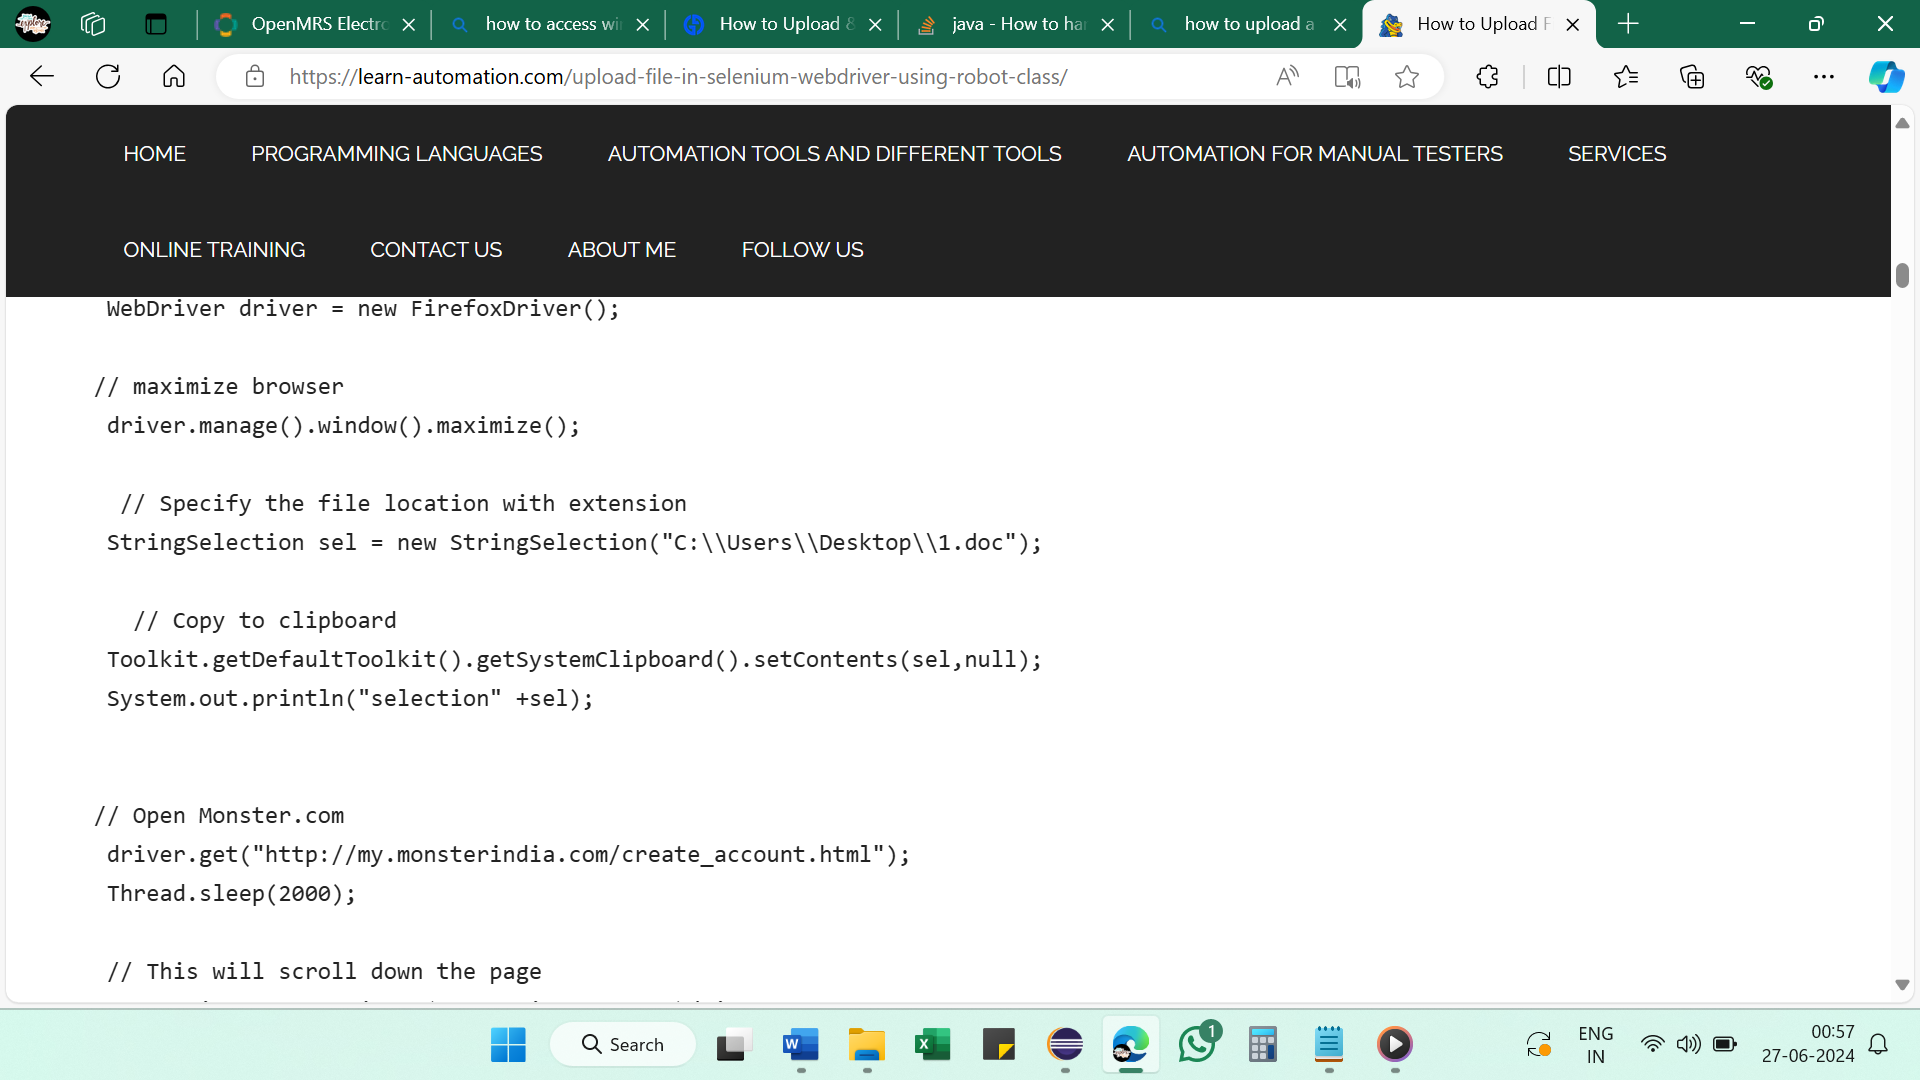 OpenMRS Electro
how to access wi
How to Upload &
java - How to han
how to upload a
How to Upload F
https://learn-automation.com/upload-file-in-selenium-webdriver-using-robot-class/
HOME PROGRAMMING LANGUAGES AUTOMATION TOOLS AND DIFFERENT TOOLS AUTOMATION FOR MANUAL TESTERS SERVICES
ONLINE TRAINING CONTACT US ABOUT ME FOLLOW US
WebDriver driver = new FirefoxDriver();
// maximize browser
driver.manage().window().maximize();
// Specify the file location with extension
StringSelection sel = new StringSelection("C:\\Users\\Desktop\\1.doc");
// Copy to clipboard
Toolkit.getDefaultToolkit().getSystemClipboard().setContents(sel,null);
System.out.println("selection" +sel);
// Open Monster.com
driver.get("http://my.monsterindia.com/create_account.html");
Thread.sleep(2000);
// This will scroll down the page
Search
1
ENG
IN
00:57
27-06-2024